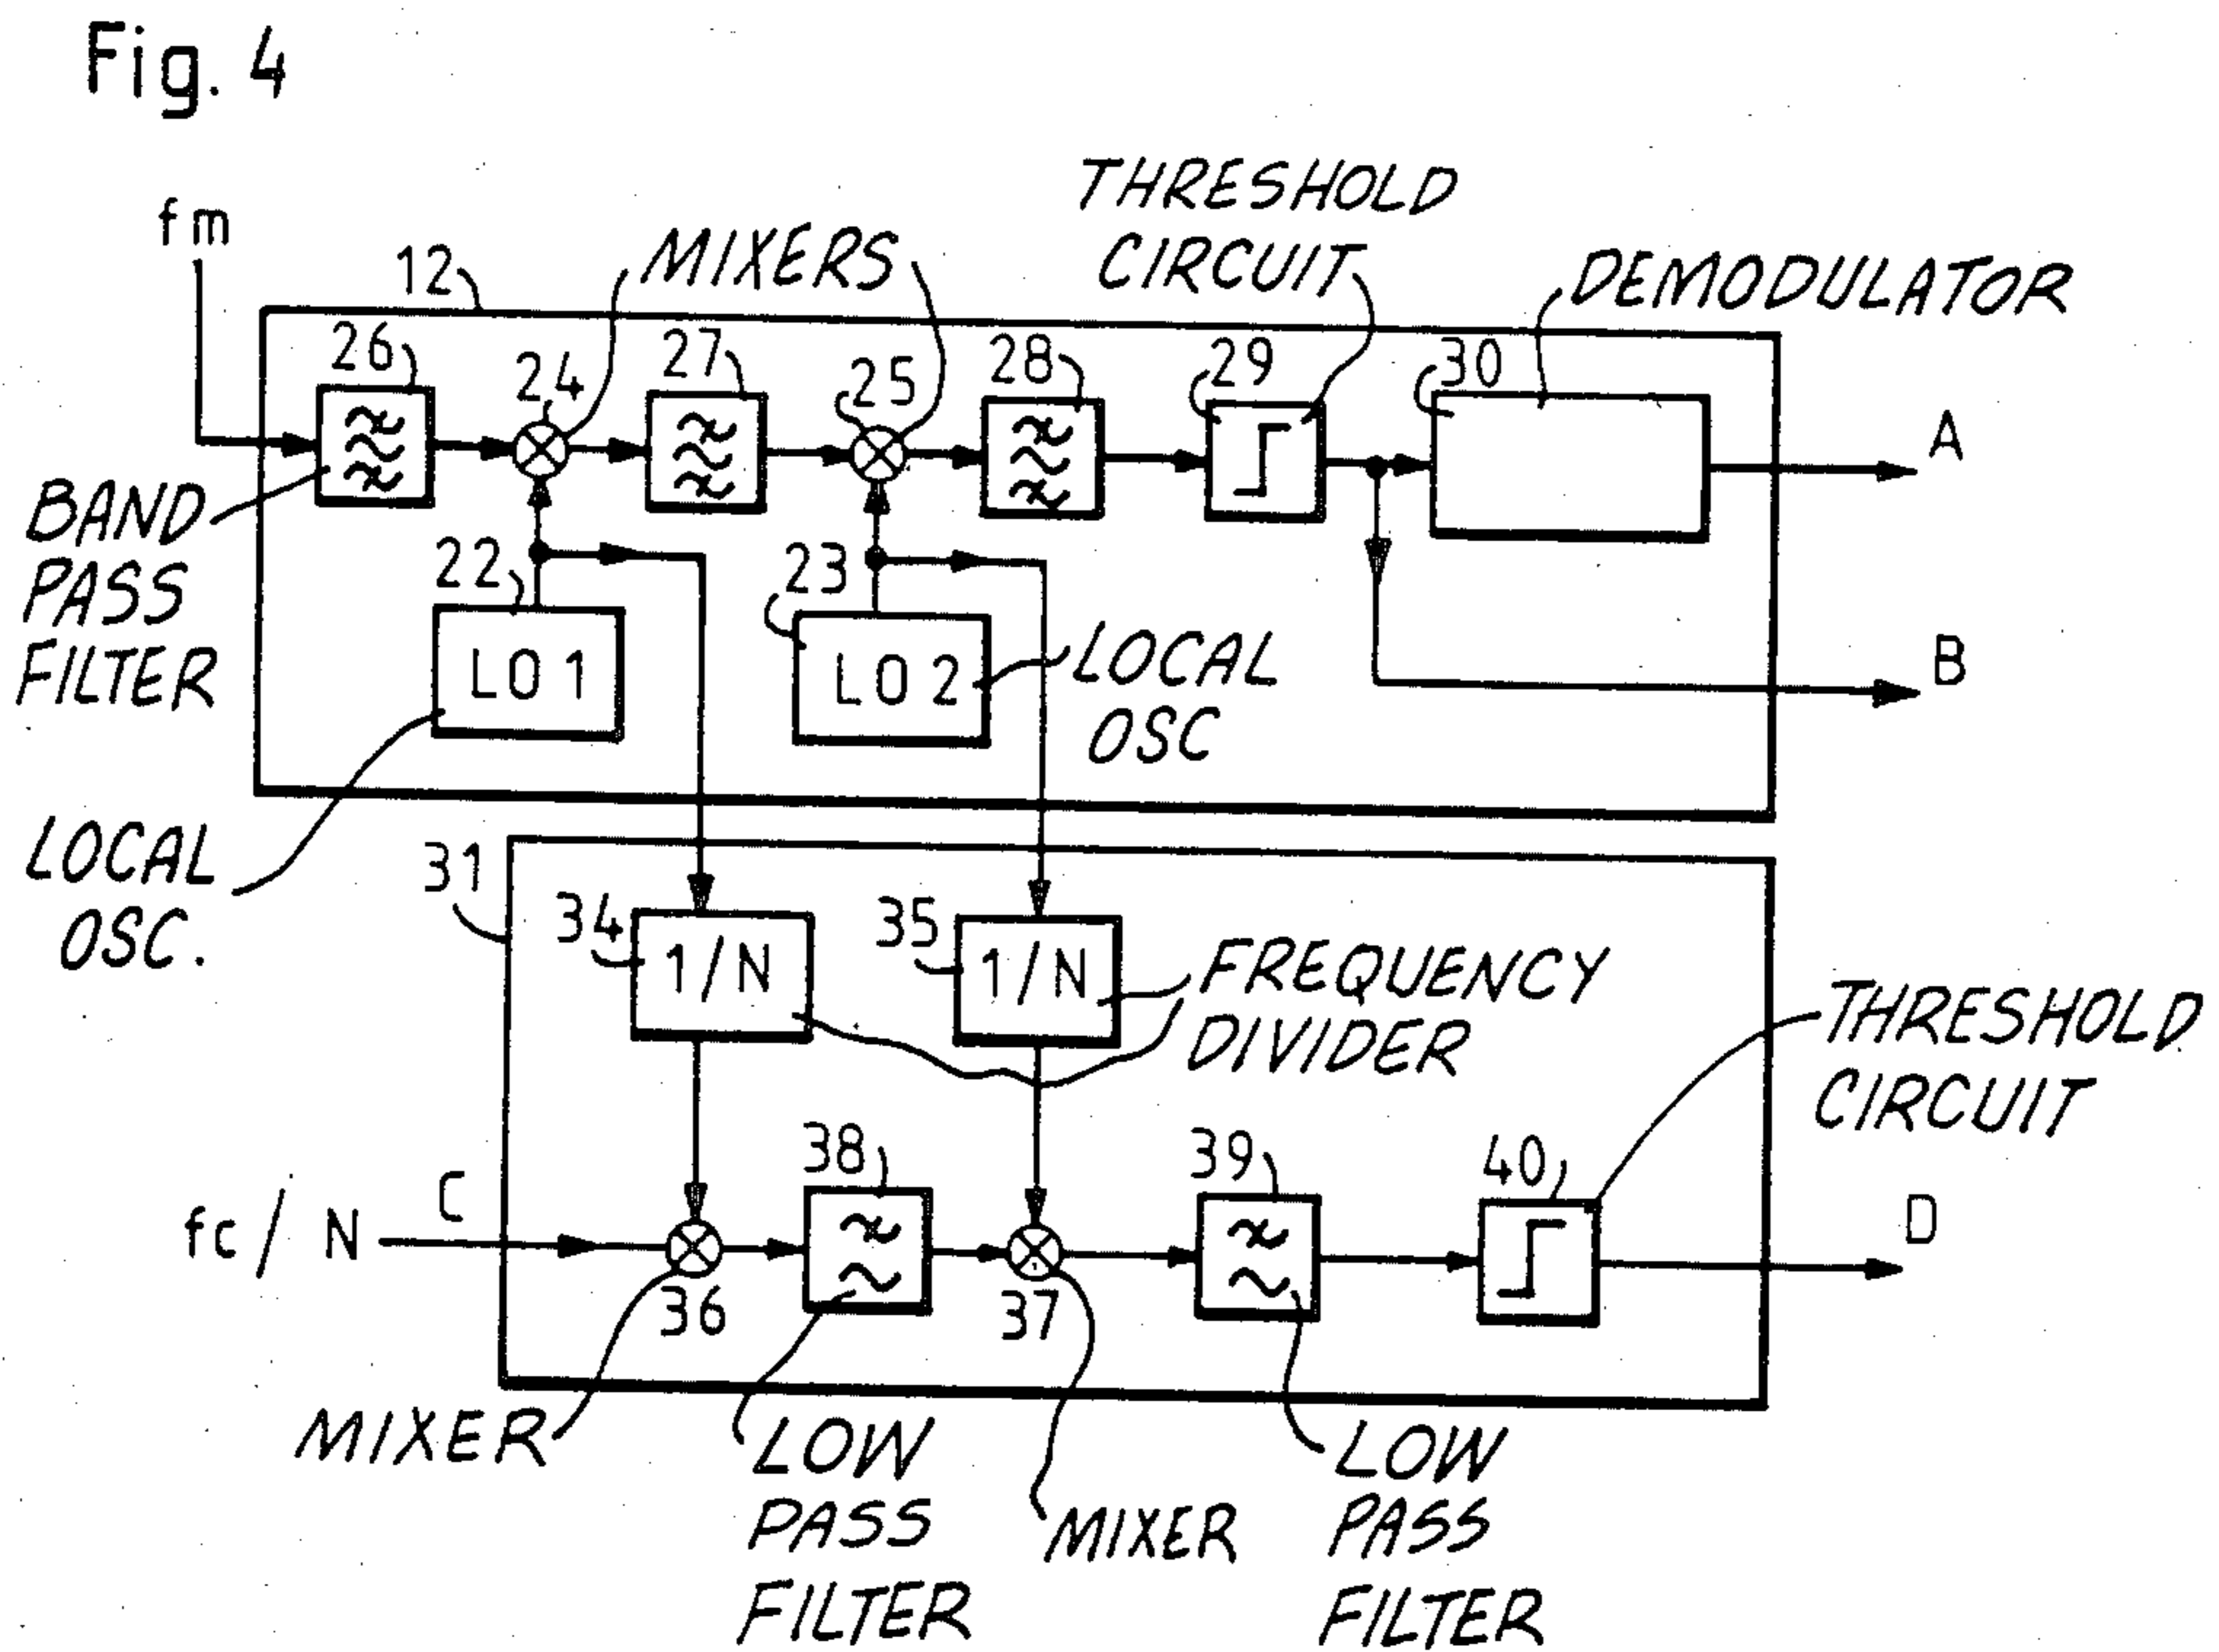 Fig. 4
THRESHOLD
CIRCUIT
fm
12
MIXERS
DEMODULATOR
26
24
27
25
28
29
30
A
BAND
PASS
FILTER
22
LO 1
23
LO 2
LOCAL
OSC
B
LOCAL
OSC.
31
34
1/N
35
1/N
FREQUENCY
DIVIDER
THRESHOLD
CIRCUIT
38
39
40
fc / N
C
36
37
D
MIXER
LOW
PASS
FILTER
MIXER
LOW
PASS
FILTER